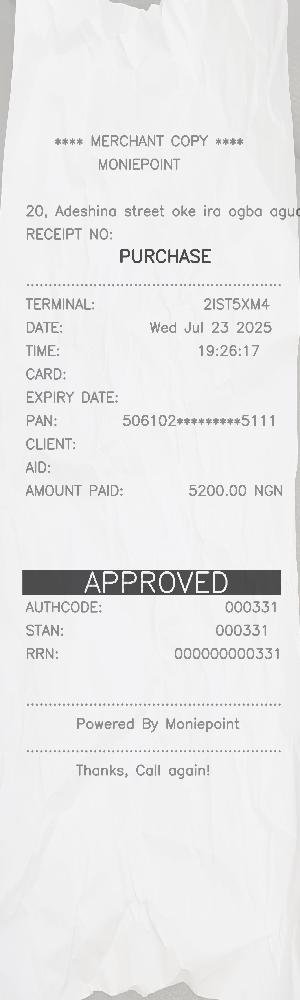 **** MERCHANT COPY ****
MONIEPOINT
20, Adeshina street oke ira ogba
RECEIPT NO:
PURCHASE
TERMINAL: 2IST5XM4
DATE: Wed Jul 23 2025
TIME: 19:26:17
CARD:
EXPIRY DATE:
PAN: 506102*********5111
CLIENT:
AID:
AMOUNT PAID: 5200.00 NGN
APPROVED
AUTHCODE: 000331
STAN: 000331
RRN: 000000000331
Powered By Moniepoint
Thanks, Call again!